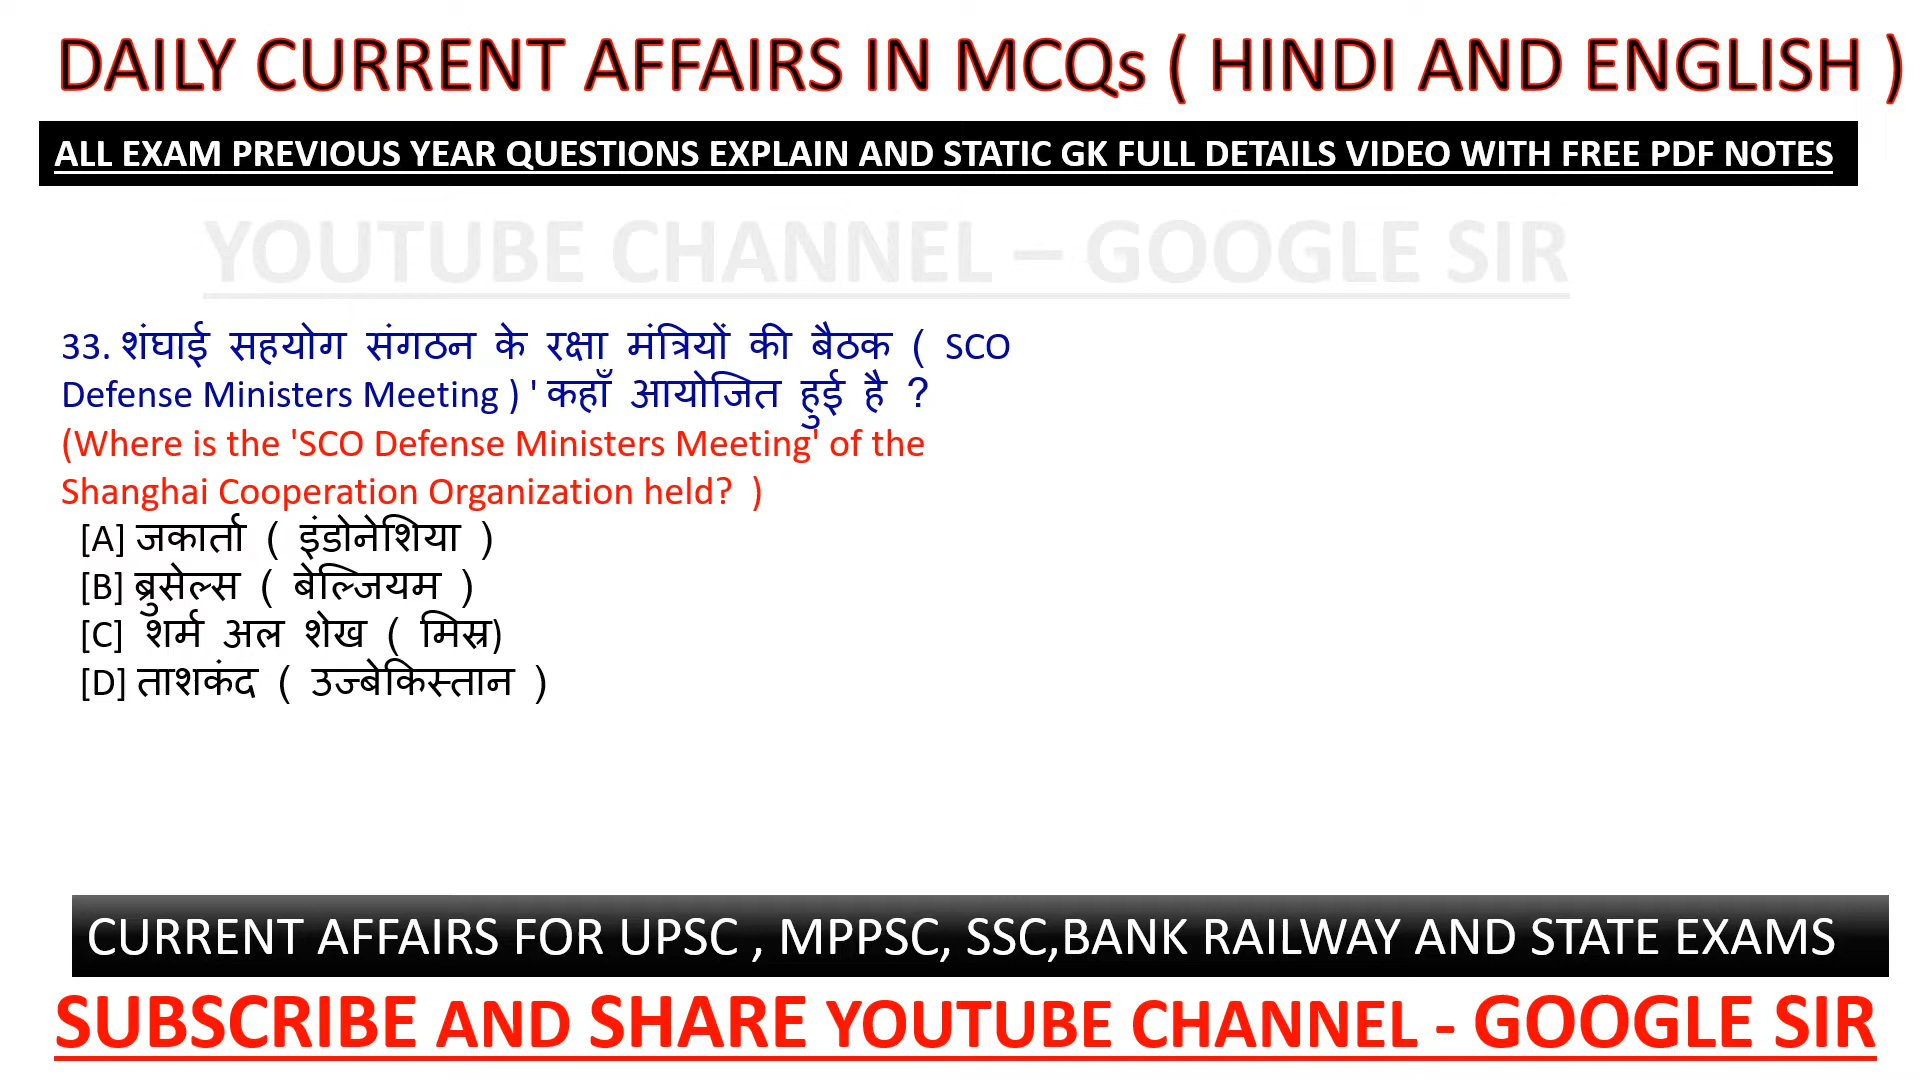 DAILY CURRENT AFFAIRS IN MCQs ( HINDI AND ENGLISH )
ALL EXAM PREVIOUS YEAR QUESTIONS EXPLAIN AND STATIC GK FULL DETAILS VIDEO WITH FREE PDF NOTES
YOUTUBE CHANNEL – GOOGLE SIR
33. शंघाई सहयोग संगठन के रक्षा मंत्रियों की बैठक ( SCO
Defense Ministers Meeting ) ' कहाँ आयोजित हुई है ?
(Where is the 'SCO Defense Ministers Meeting' of the
Shanghai Cooperation Organization held? )
[A] जकार्ता ( इंडोनेशिया )
[B] ब्रुसेल्स ( बेल्जियम )
[C] शर्म अल शेख ( मिस्र)
[D] ताशकंद ( उज्बेकिस्तान )
CURRENT AFFAIRS FOR UPSC , MPPSC, SSC,BANK RAILWAY AND STATE EXAMS
SUBSCRIBE AND SHARE YOUTUBE CHANNEL - GOOGLE SIR